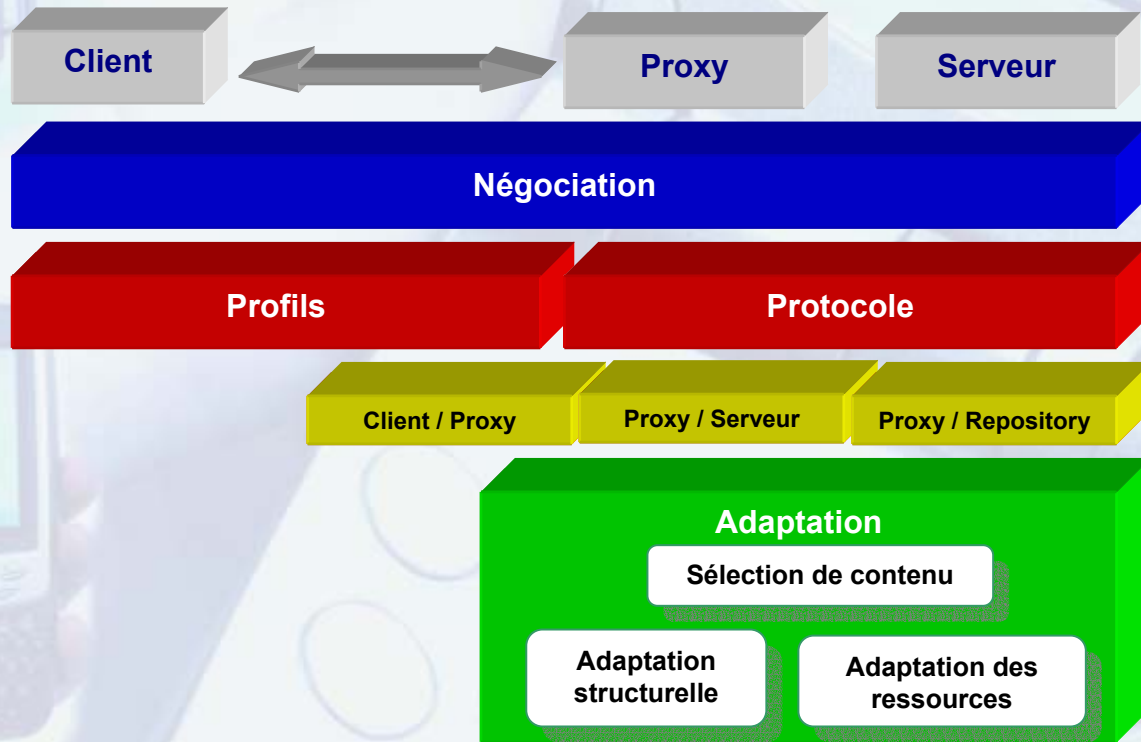 Client
Proxy
Serveur
Négociation
Profils
Protocole
Client / Proxy
Proxy / Serveur
Proxy / Repository
Adaptation
Sélection de contenu
Adaptation
structurelle
Adaptation des
ressources